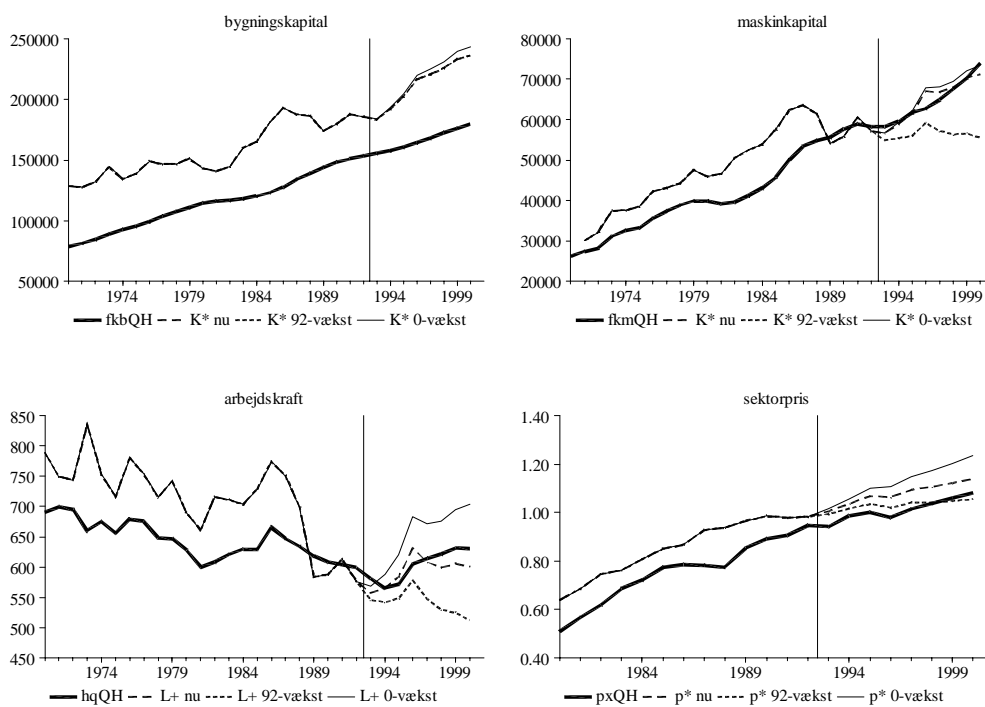 bygningskapital
250000
200000
150000
100000
50000
1974 1979 1984 1989 1994 1999
fkbQH K* nu K* 92-vækst K* 0-vækst
maskinkapital
80000
70000
60000
50000
40000
30000
20000
1974 1979 1984 1989 1994 1999
fkmQH K* nu K* 92-vækst K* 0-vækst
arbejdskraft
850
800
750
700
650
600
550
500
450
1974 1979 1984 1989 1994 1999
hqQH L+ nu L+ 92-vækst L+ 0-vækst
sektorpris
1.40
1.20
1.00
0.80
0.60
0.40
1984 1989 1994 1999
pxQH p* nu p* 92-vækst p* 0-vækst